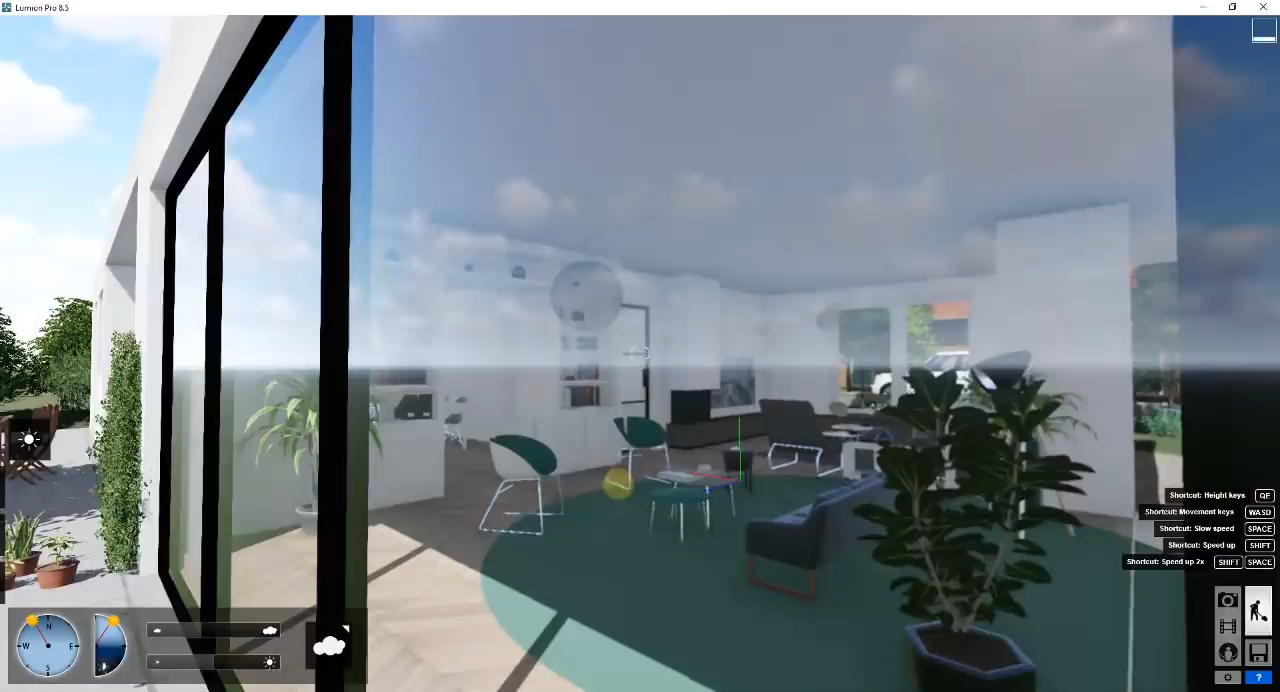 Lumion Pro 8.5
Shortcut: Height keys QE
Shortcut: Movement keys WASD
Shortcut: Slow speed SPACE
Shortcut: Speed up SHIFT
Shortcut: Speed up 2x SHIFT SPACE
N
W E
S
?